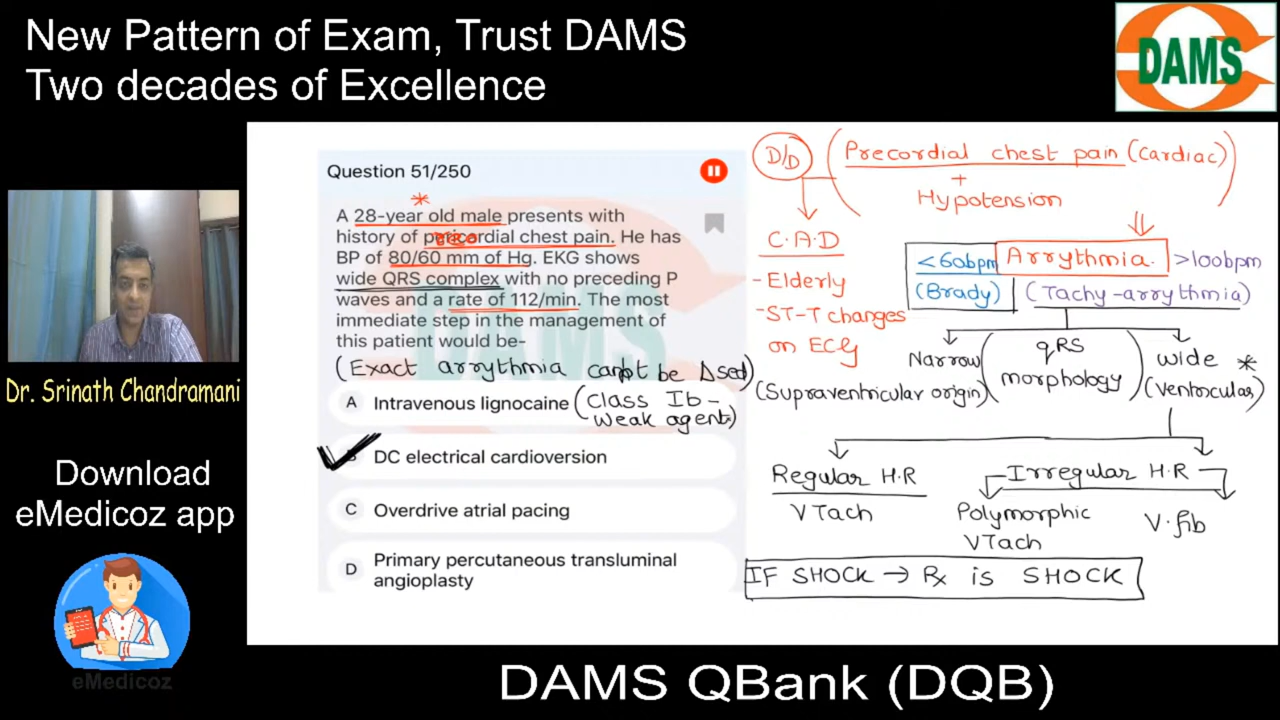 New Pattern of Exam, Trust DAMS
Two decades of Excellence
DAMS
Question 51/250
*
A 28-year old male presents with
history of pericordial chest pain. He has
BP of 80/60 mm of Hg. EKG shows
wide QRS complex with no preceding P
waves and a rate of 112/min. The most
immediate step in the management of
this patient would be-
(Exact arrythmia cannot be Δsed)
A Intravenous lignocaine (Class Ib -
weak agent)
B DC electrical cardioversion
C Overdrive atrial pacing
D Primary percutaneous transluminal
angioplasty
DAMS
D/D
Precordial chest pain (cardiac)
+
Hypotension
C.A.D
- Elderly
- ST-T changes
on ECG
<60bpm
(Brady)
Arrythmia
>100bpm
(Tachy-arrythmia)
Narrow
(Supraventricular origin)
qRS
morphology
wide *
(ventricular)
Regular H.R
VTach
Irregular H.R
Polymorphic
VTach
V.fib
IF SHOCK → Rx is SHOCK
Dr. Srinath Chandramani
Download
eMedicoz app
eMedicoz
DAMS QBank (DQB)